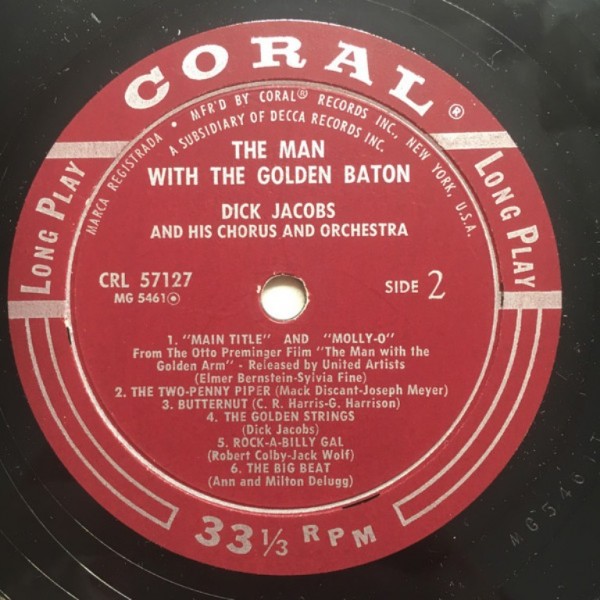 CORAL®
MARCA REGISTRADA • MFR'D BY CORAL® RECORDS INC., NEW YORK, U.S.A.
A SUBSIDIARY OF DECCA RECORDS INC.
LONG PLAY
LONG PLAY
THE MAN
WITH THE GOLDEN BATON
DICK JACOBS
AND HIS CHORUS AND ORCHESTRA
CRL 57127
MG 5461
SIDE 2
1. "MAIN TITLE" AND "MOLLY-O"
From The Otto Preminger Film "The Man with the
Golden Arm" - Released by United Artists
(Elmer Bernstein-Sylvia Fine)
2. THE TWO-PENNY PIPER (Mack Discant-Joseph Meyer)
3. BUTTERNUT (C. R. Harris-G. Harrison)
4. THE GOLDEN STRINGS
(Dick Jacobs)
5. ROCK-A-BILLY GAL
(Robert Colby-Jack Wolf)
6. THE BIG BEAT
(Ann and Milton Delugg)
33 1/3 RPM